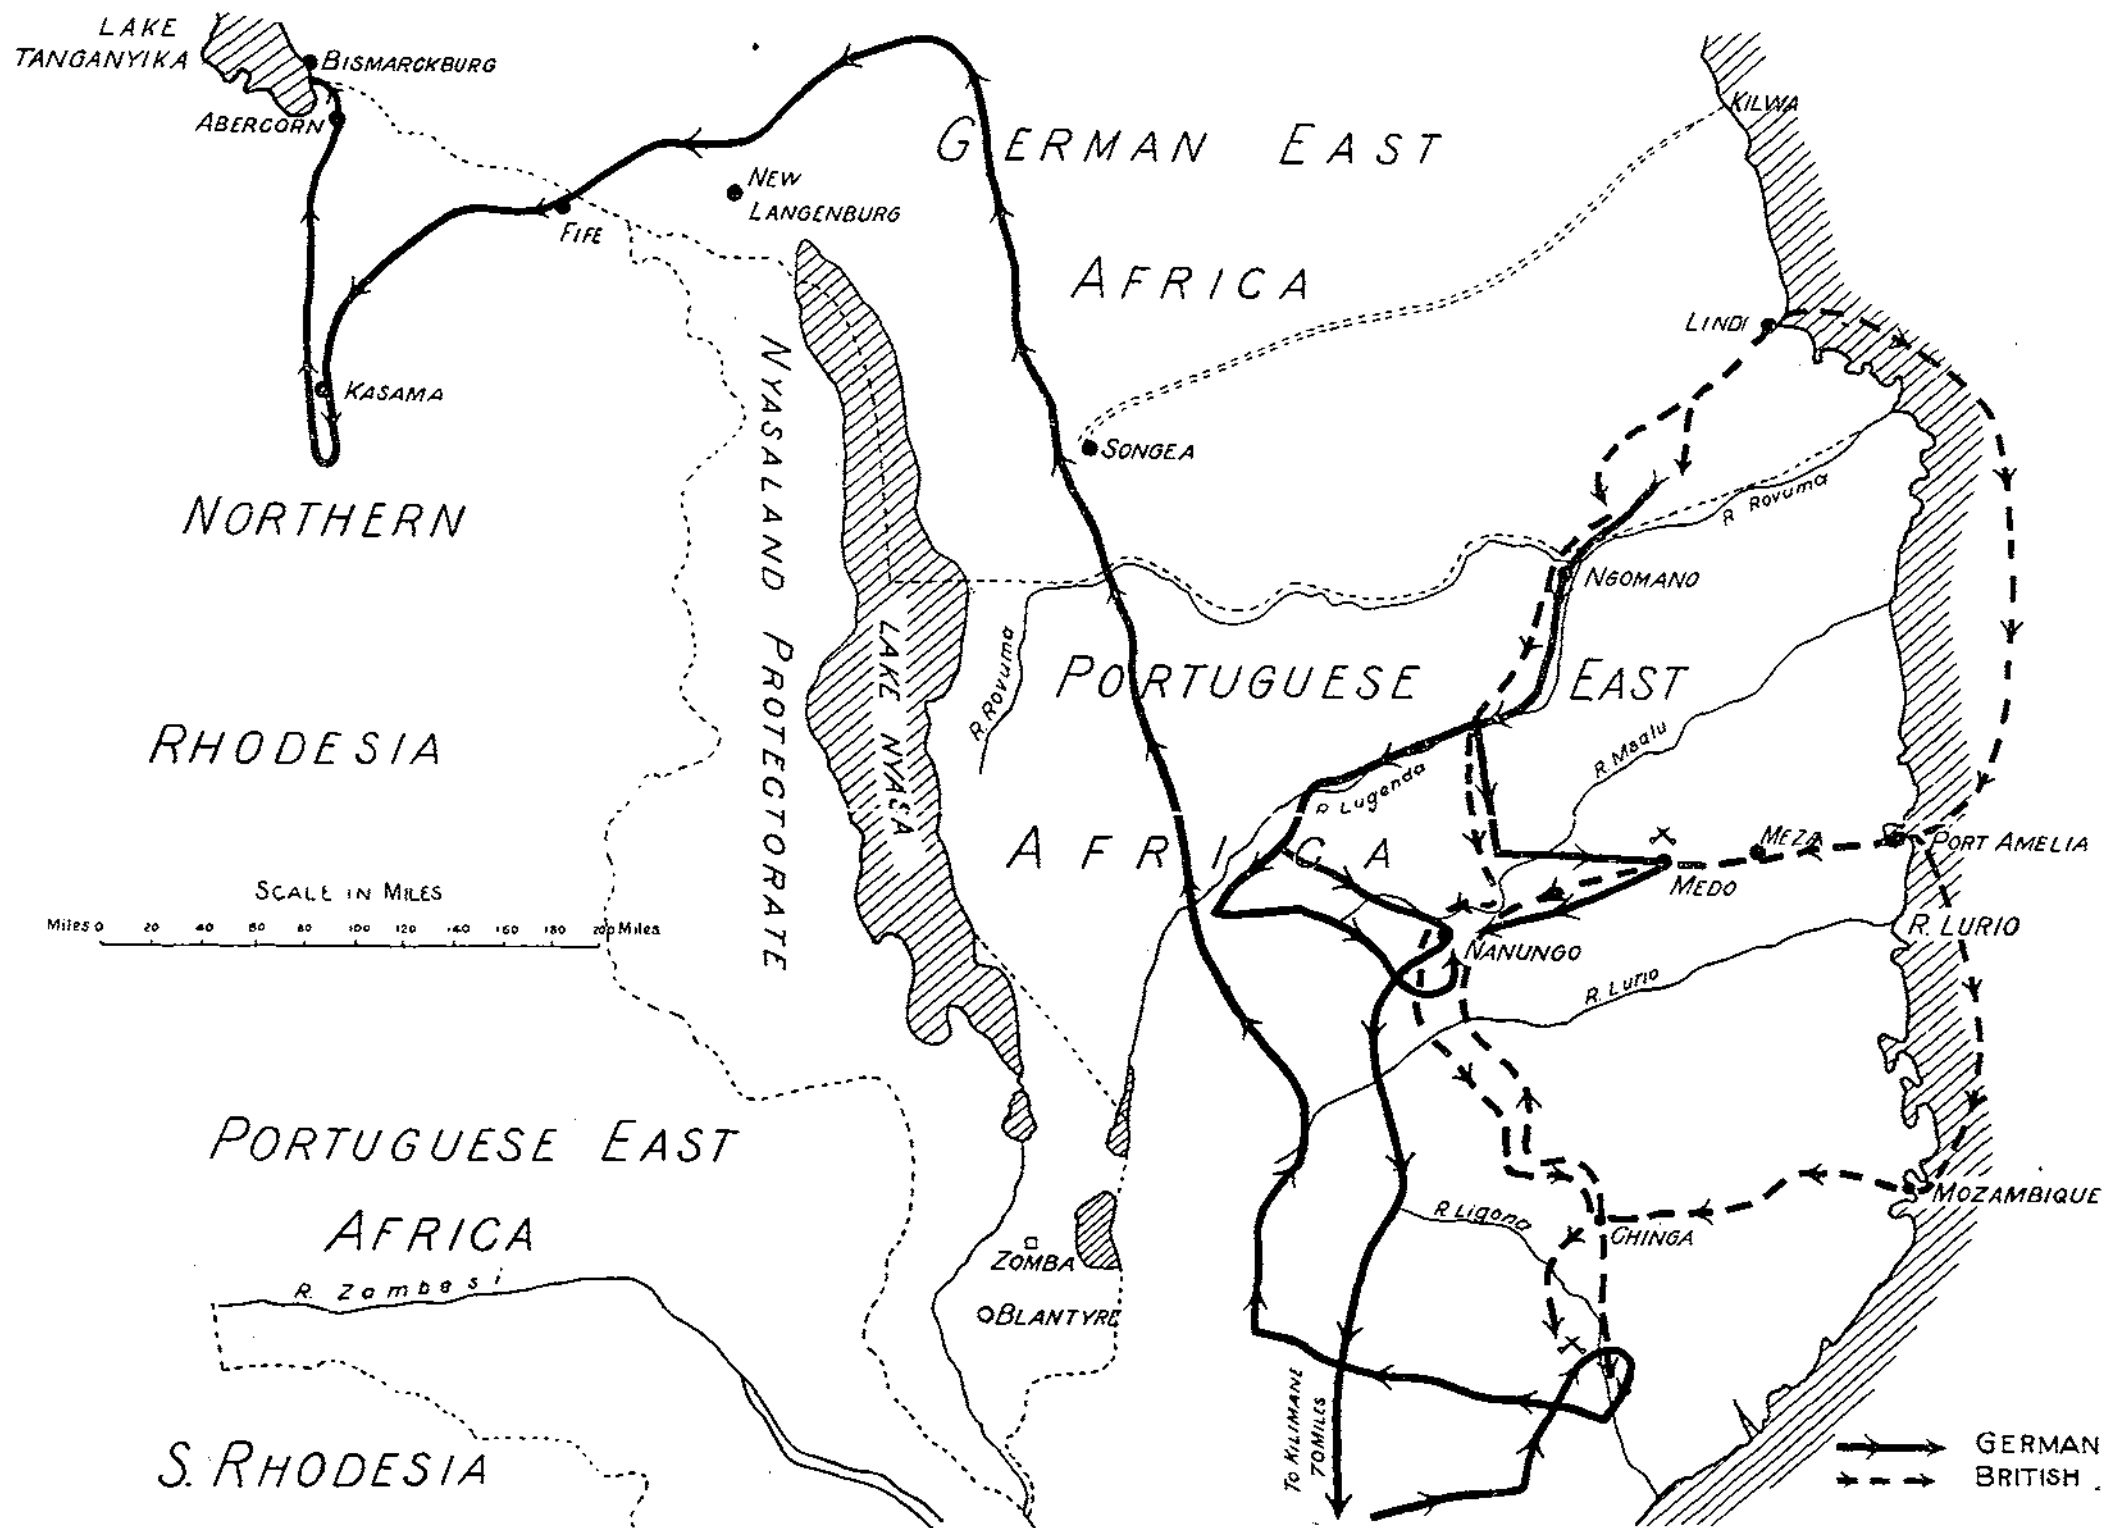 LAKE
TANGANYIKA
BISMARCKBURG
ABERCORN
KILWA
GERMAN EAST
NEW
LANGENBURG
FIFE
AFRICA
LINDI
KASAMA
SONGEA
R. Rovuma
NORTHERN
NYASALAND PROTECTORATE
NGOMANO
LAKE NYASA
R. Rovuma
PORTUGUESE EAST
RHODESIA
R. Msalu
R Lugenda
AFRICA
MEZA
PORT AMELIA
MEDO
SCALE IN MILES
Miles 0 20 40 60 80 100 120 140 160 180 200 Miles
R. LURIO
NANUNGO
R. Lurio
PORTUGUESE EAST
AFRICA
MOZAMBIQUE
R Ligona
CHINGA
ZOMBA
R. Zambesi
BLANTYRE
TO KILIMANE
70 MILES
S. RHODESIA
GERMAN
BRITISH